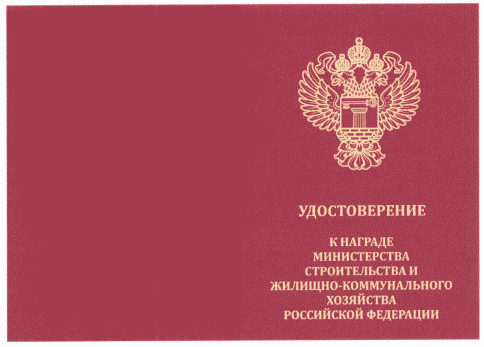 УДОСТОВЕРЕНИЕ
К НАГРАДЕ
МИНИСТЕРСТВА
СТРОИТЕЛЬСТВА И
ЖИЛИЩНО-КОММУНАЛЬНОГО
ХОЗЯЙСТВА
РОССИЙСКОЙ ФЕДЕРАЦИИ